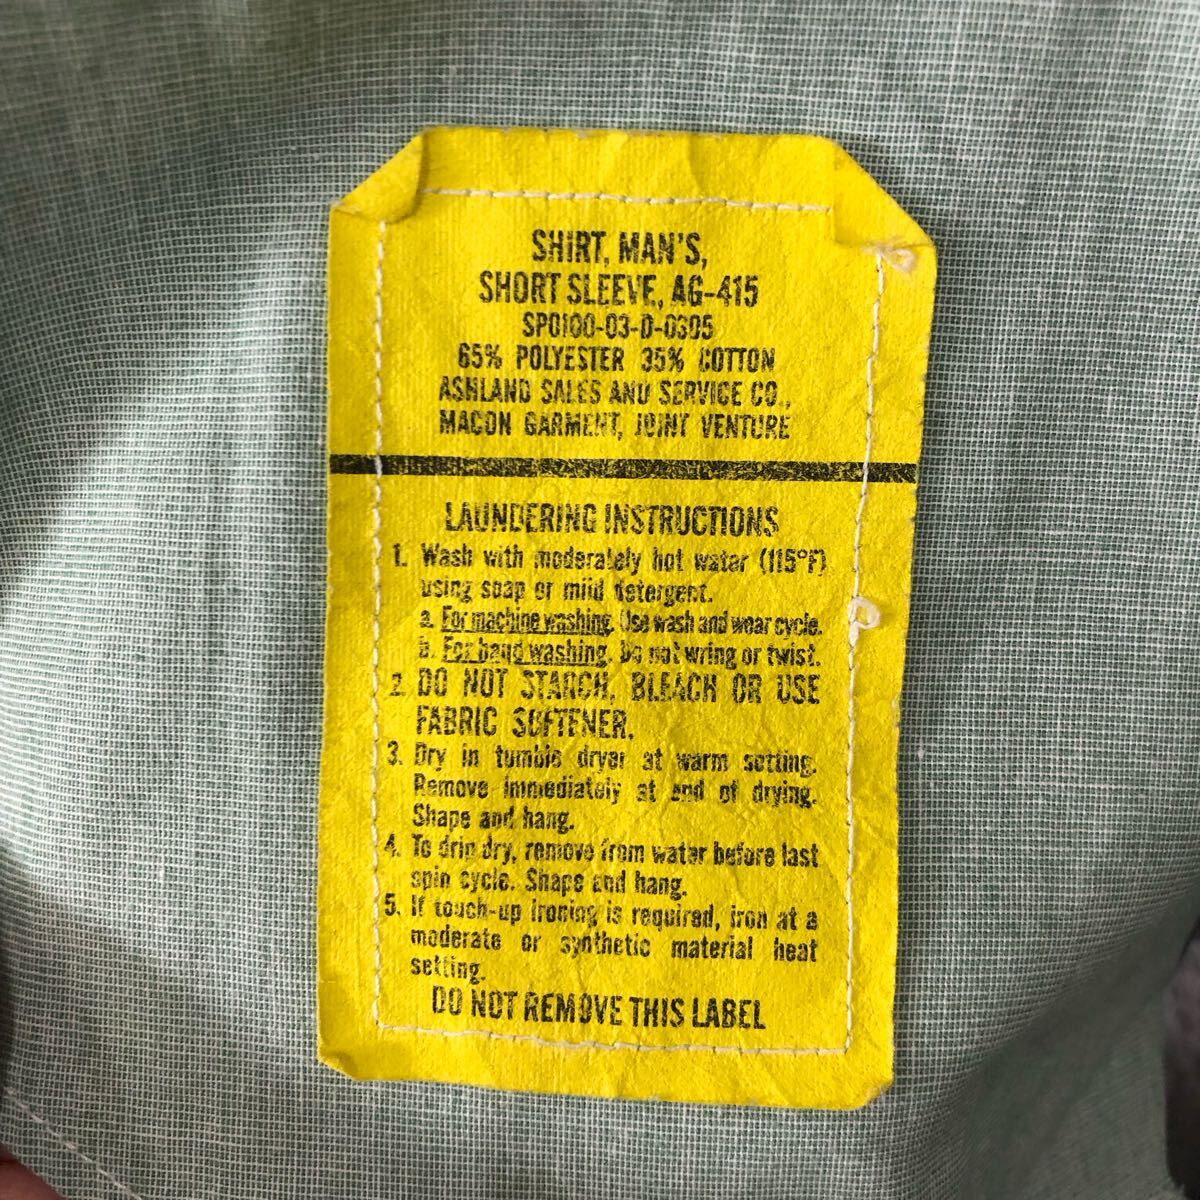 SHIRT, MAN'S,
SHORT SLEEVE, AG-415
SPO100-03-D-0305
65% POLYESTER 35% COTTON
ASHLAND SALES AND SERVICE CO.,
MACON GARMENT, JOINT VENTURE
LAUNDERING INSTRUCTIONS
1. Wash with moderately hot water (115°F)
using soap or mild detergent.
a. For machine washing. Use wash and wear cycle.
b. For hand washing. Do not wring or twist.
2. DO NOT STARCH, BLEACH OR USE
FABRIC SOFTENER.
3. Dry in tumble dryer at warm setting.
Remove immediately at end of drying.
Shape and hang.
4. To drip dry, remove from water before last
spin cycle. Shape and hang.
5. If touch-up ironing is required, iron at a
moderate or synthetic material heat
setting.
DO NOT REMOVE THIS LABEL